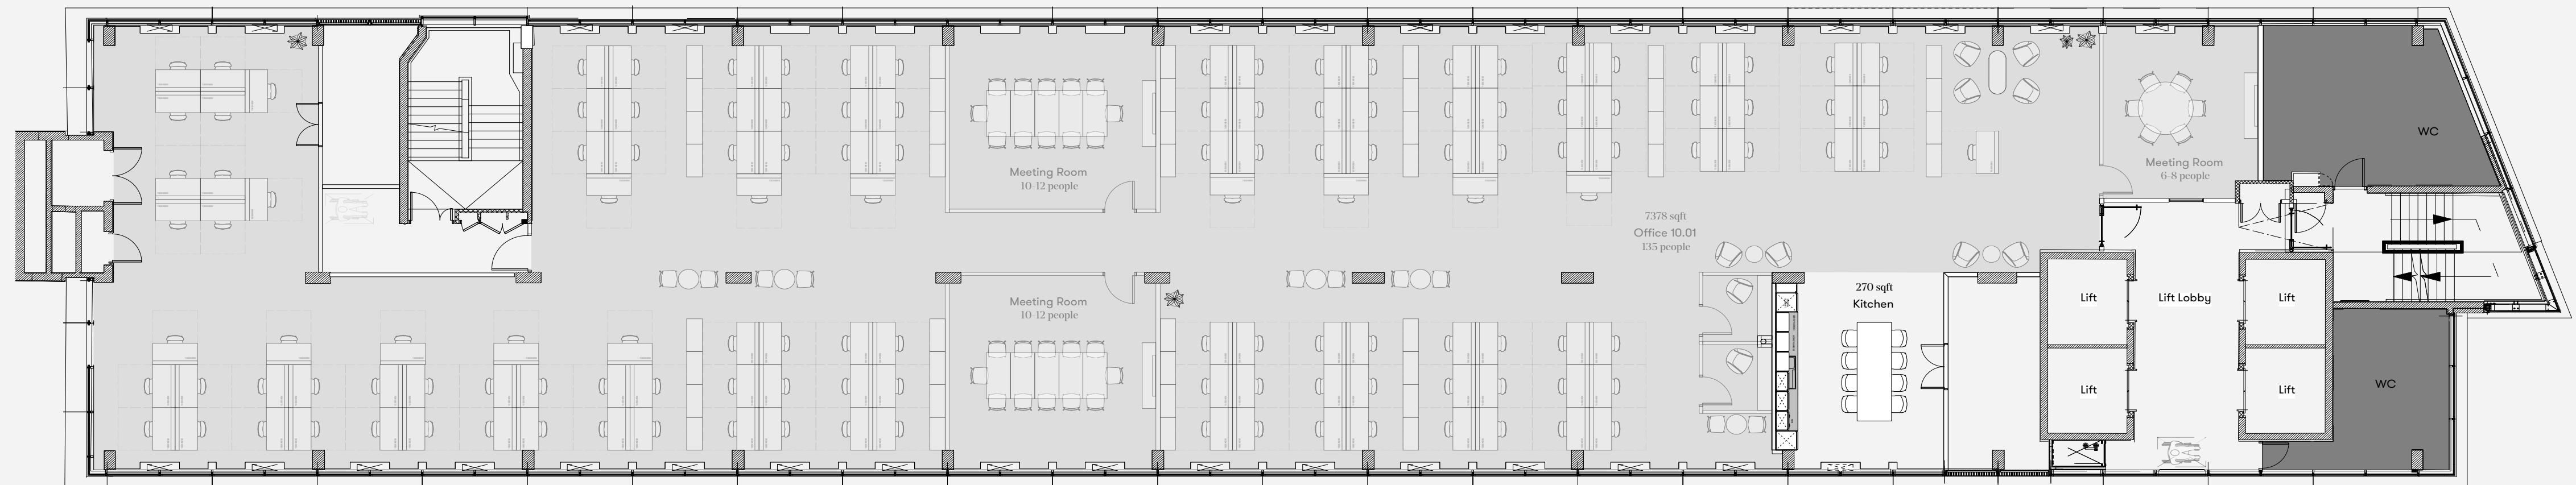 Meeting Room
10-12 people
Meeting Room
6-8 people
WC
7378 sqft
Office 10.01
135 people
Meeting Room
10-12 people
270 sqft
Kitchen
Lift
Lift Lobby
Lift
Lift
Lift
WC